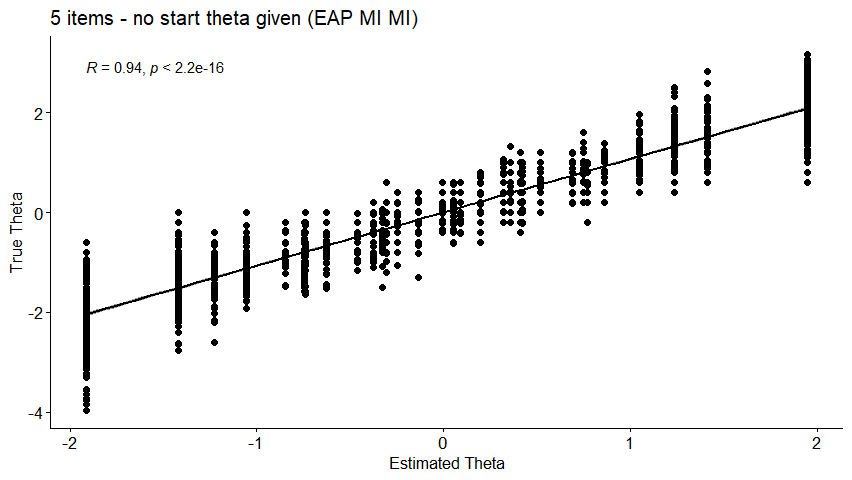 5 items - no start theta given (EAP MI MI)
R = 0.94, p < 2.2e-16
True Theta
2
0
-2
-4
-2
-1
0
1
2
Estimated Theta